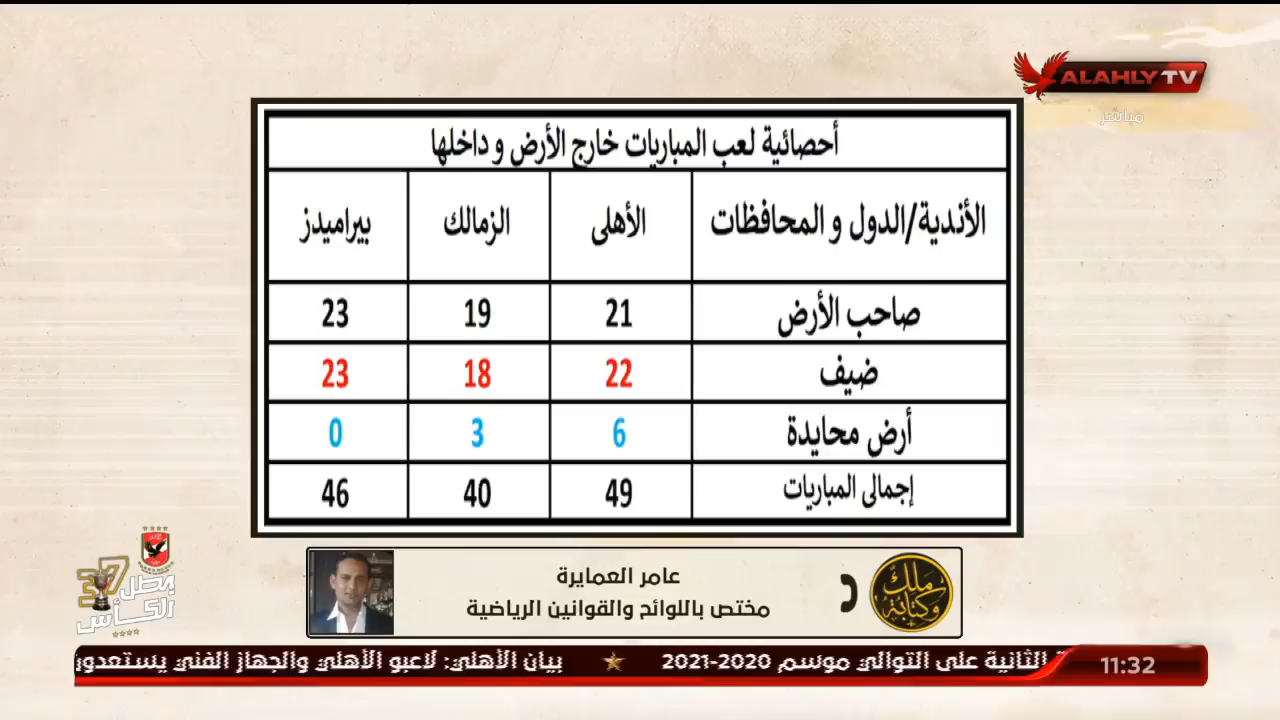 ALAHLY TV
مباشر
أحصائية لعب المباريات خارج الأرض و داخلها
الأندية/الدول و المحافظات الأهلى الزمالك بيراميدز
صاحب الأرض 21 19 23
ضيف 22 18 23
أرض محايدة 6 3 0
إجمالى المباريات 49 40 46
ملك وكتابة
عامر العمايرة
مختص باللوائح والقوانين الرياضية
37
بطل
الكأس
الثانية على التوالي موسم 2020-2021 بيان الأهلي: لاعبو الأهلي والجهاز الفني يستعدور
11:32